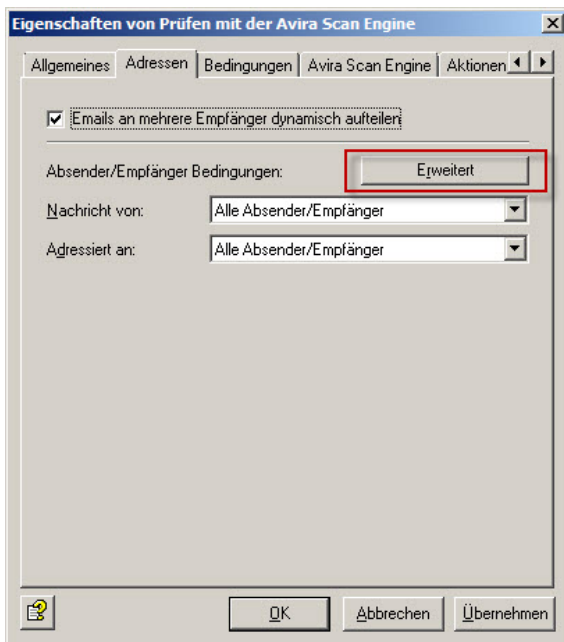 Eigenschaften von Prüfen mit der Avira Scan Engine
Allgemeines Adressen Bedingungen Avira Scan Engine Aktionen
Emails an mehrere Empfänger dynamisch aufteilen
Absender/Empfänger Bedingungen: Erweitert
Nachricht von: Alle Absender/Empfänger
Adressiert an: Alle Absender/Empfänger
OK Abbrechen Übernehmen